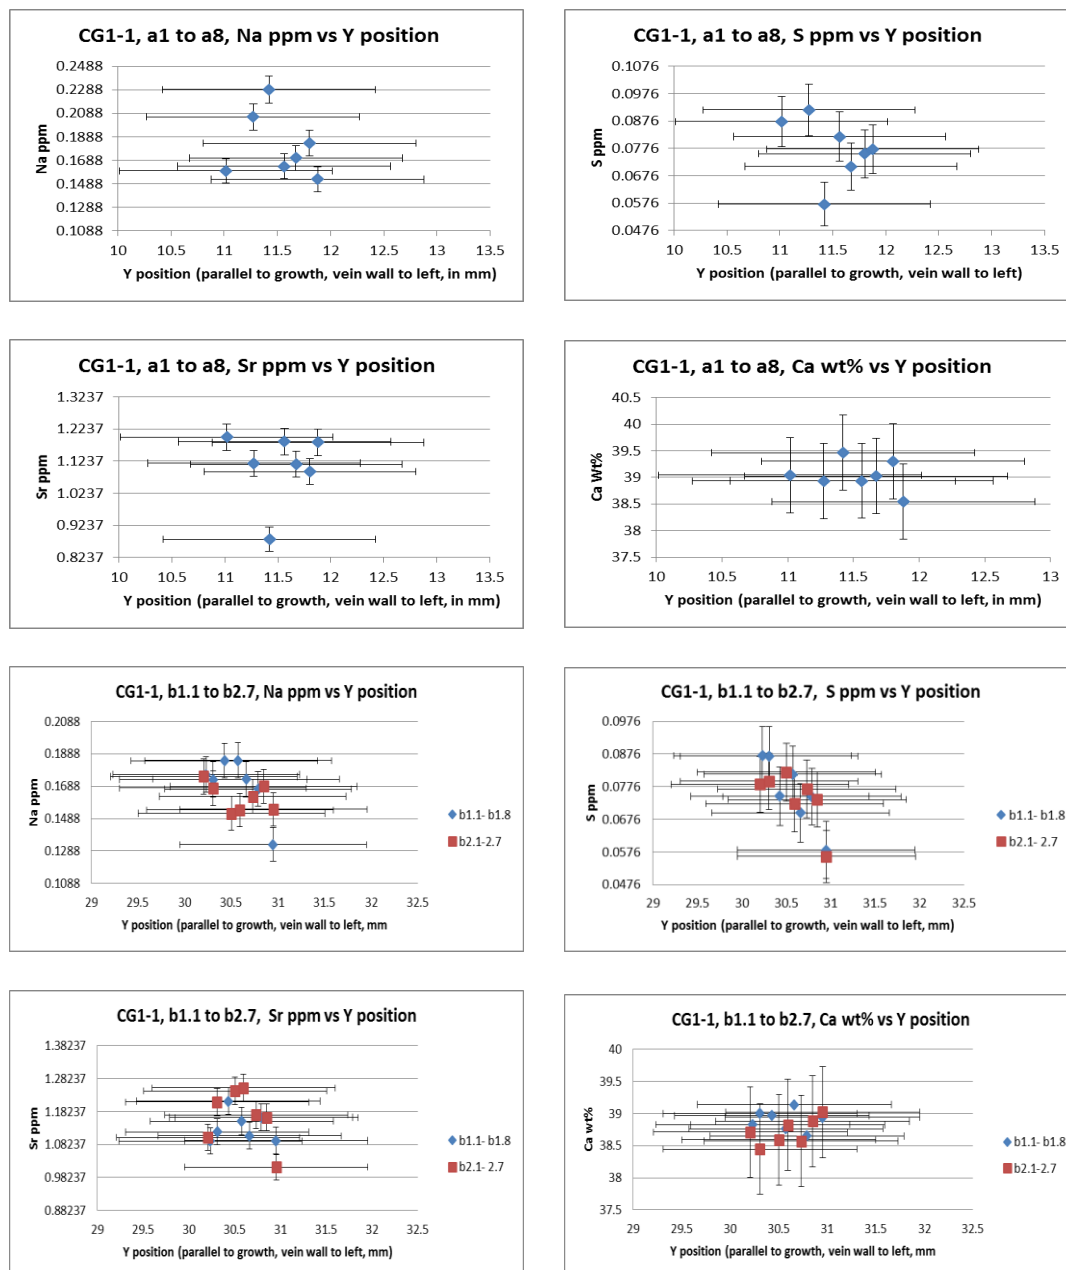 CG1-1, a1 to a8, Na ppm vs Y position
0.2488
0.2288
0.2088
0.1888
0.1688
0.1488
0.1288
0.1088
Na ppm
10 10.5 11 11.5 12 12.5 13 13.5
Y position (parallel to growth, vein wall to left, in mm)
CG1-1, a1 to a8, S ppm vs Y position
0.1076
0.0976
0.0876
0.0776
0.0676
0.0576
0.0476
S ppm
10 10.5 11 11.5 12 12.5 13 13.5
Y position (parallel to growth, vein wall to left)
CG1-1, a1 to a8, Sr ppm vs Y position
1.3237
1.2237
1.1237
1.0237
0.9237
0.8237
Sr ppm
10 10.5 11 11.5 12 12.5 13 13.5
Y position (parallel to growth, vein wall to left, in mm)
CG1-1, a1 to a8, Ca wt% vs Y position
40.5
40
39.5
39
38.5
38
37.5
Ca Wt%
10 10.5 11 11.5 12 12.5 13
Y position (parallel to growth, vein wall to left, in mm)
CG1-1, b1.1 to b2.7, Na ppm vs Y position
0.2088
0.1888
0.1688
0.1488
0.1288
0.1088
Na ppm
29 29.5 30 30.5 31 31.5 32 32.5
Y position (parallel to growth, vein wall to left, mm
b1.1- b1.8
b2.1- 2.7
CG1-1, b1.1 to b2.7, S ppm vs Y position
0.0976
0.0876
0.0776
0.0676
0.0576
0.0476
S ppm
29 29.5 30 30.5 31 31.5 32 32.5
Y position (parallel to growth, vein wall to left, mm)
b1.1- b1.8
b2.1- 2.7
CG1-1, b1.1 to b2.7, Sr ppm vs Y position
1.38237
1.28237
1.18237
1.08237
0.98237
0.88237
Sr ppm
29 29.5 30 30.5 31 31.5 32 32.5
Y position (parallel to growth, vein wall to left, mm)
b1.1- b1.8
b2.1- 2.7
CG1-1, b1.1 to b2.7, Ca wt% vs Y position
40
39.5
39
38.5
38
37.5
Ca wt%
29 29.5 30 30.5 31 31.5 32 32.5
Y position (parallel to growth, vein wall to left, mm
b1.1- b1.8
b2.1- 2.7